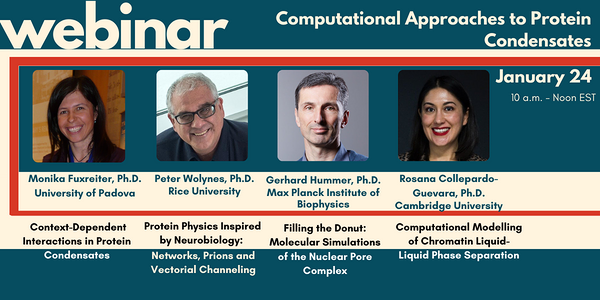 webinar
Computational Approaches to Protein
Condensates
January 24
10 a.m. - Noon EST
Monika Fuxreiter, Ph.D.
University of Padova
Peter Wolynes, Ph.D.
Rice University
Gerhard Hummer, Ph.D.
Max Planck Institute of
Biophysics
Rosana Collepardo-
Guevara, Ph.D.
Cambridge University
Context-Dependent
Interactions in Protein
Condensates
Protein Physics Inspired
by Neurobiology:
Networks, Prions and
Vectorial Channeling
Filling the Donut:
Molecular Simulations
of the Nuclear Pore
Complex
Computational Modelling
of Chromatin Liquid-
Liquid Phase Separation